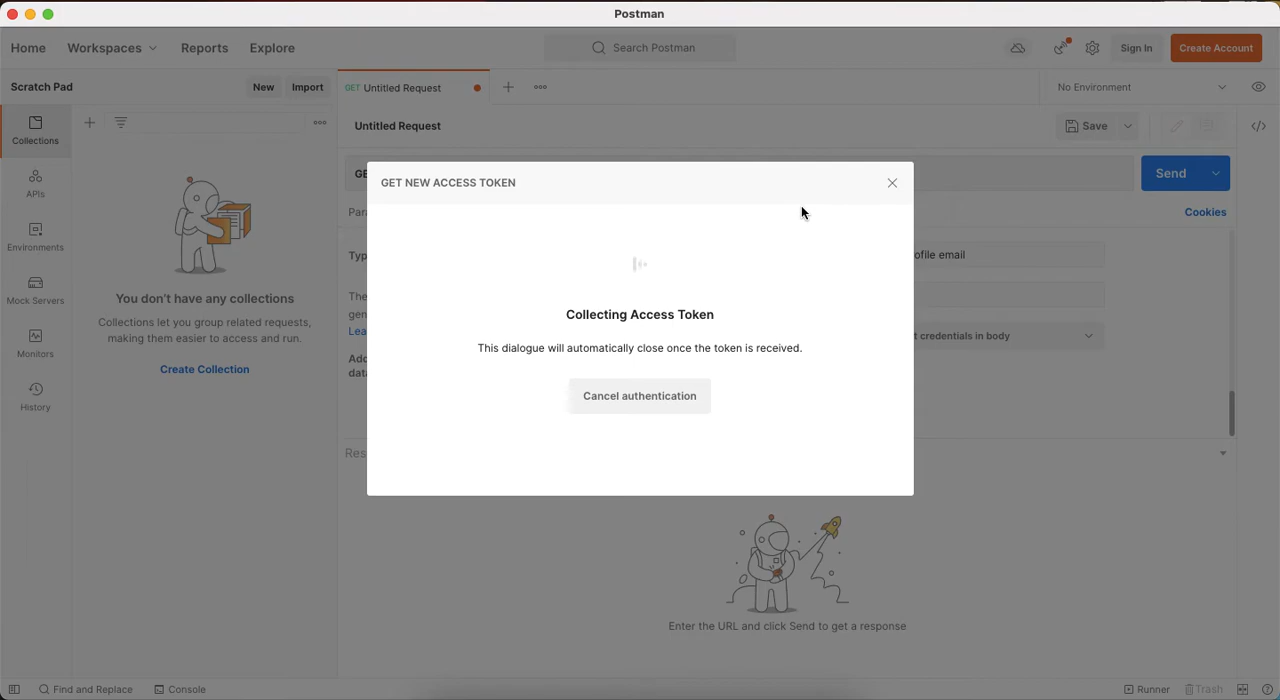 Postman
Home Workspaces Reports Explore
Search Postman
Sign In Create Account
Scratch Pad New Import
GET Untitled Request
No Environment
Untitled Request
Save
Collections
APIs
Environments
Mock Servers
Monitors
History
You don't have any collections
Collections let you group related requests,
making them easier to access and run.
Create Collection
Send
Cookies
GET NEW ACCESS TOKEN
Collecting Access Token
This dialogue will automatically close once the token is received.
Cancel authentication
email
credentials in body
Enter the URL and click Send to get a response
Find and Replace Console
Runner Trash